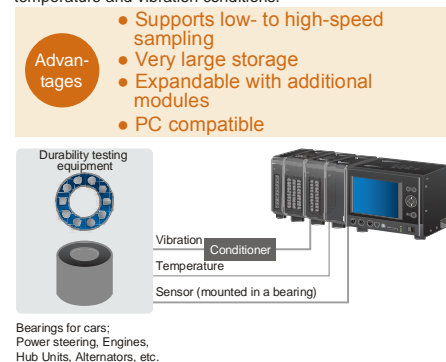 temperature and vibration conditions.
Advan-
tages
● Supports low- to high-speed
sampling
● Very large storage
● Expandable with additional
modules
● PC compatible
Durability testing
equipment
Vibration
Conditioner
Temperature
Sensor (mounted in a bearing)
Bearings for cars;
Power steering, Engines,
Hub Units, Alternators, etc.